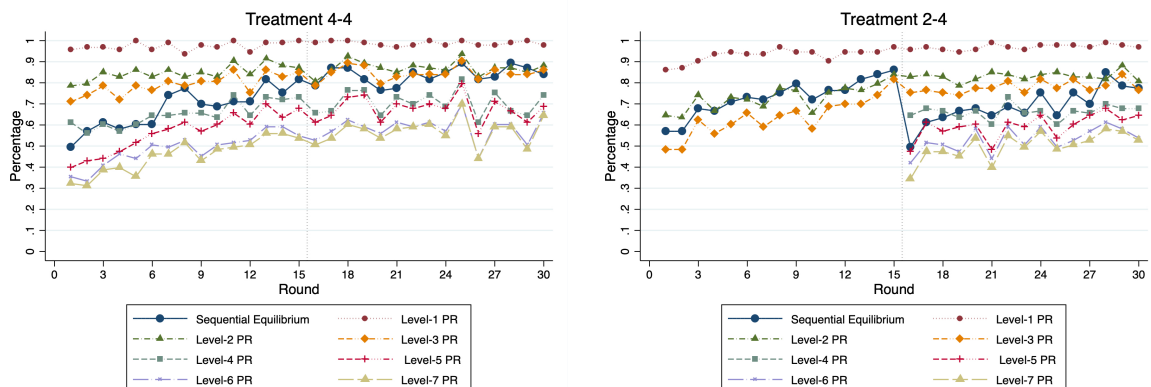 Treatment 4-4
Percentage
0 .1 .2 .3 .4 .5 .6 .7 .8 .9 1
0 3 6 9 12 15 18 21 24 27 30
Round
Sequential Equilibrium Level-1 PR
Level-2 PR Level-3 PR
Level-4 PR Level-5 PR
Level-6 PR Level-7 PR
Treatment 2-4
Percentage
0 .1 .2 .3 .4 .5 .6 .7 .8 .9 1
0 3 6 9 12 15 18 21 24 27 30
Round
Sequential Equilibrium Level-1 PR
Level-2 PR Level-3 PR
Level-4 PR Level-5 PR
Level-6 PR Level-7 PR